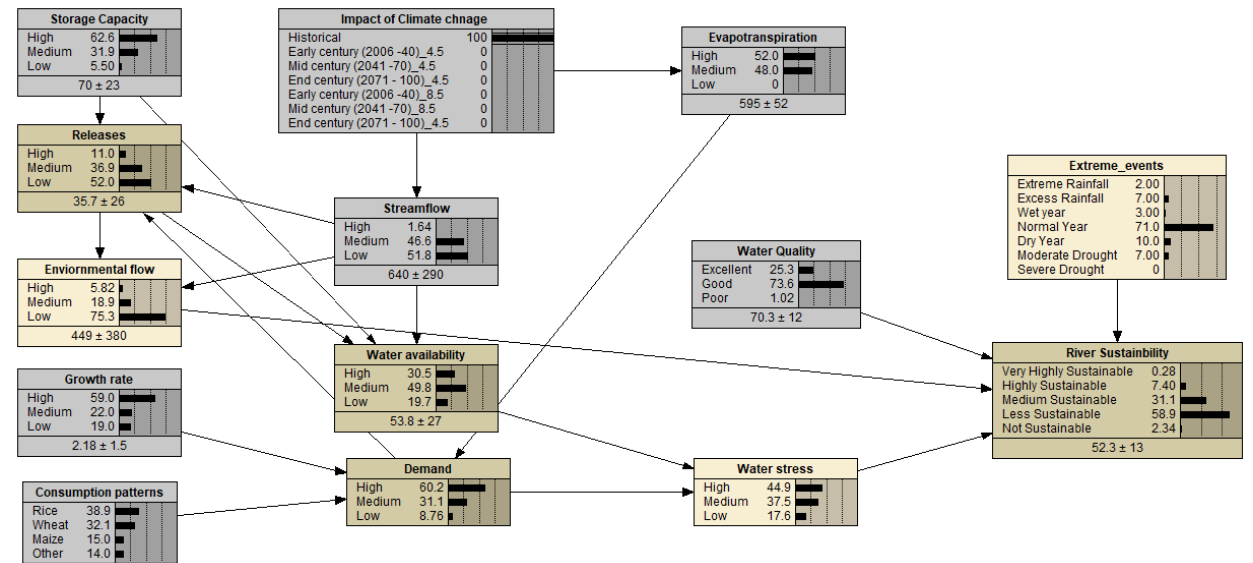 Storage Capacity
High 62.6
Medium 31.9
Low 5.50
70 ± 23
Impact of Climate chnage
Historical 100
Early century (2006 -40)_4.5 0
Mid century (2041 -70)_4.5 0
End century (2071 - 100)_4.5 0
Early century (2006 -40)_8.5 0
Mid century (2041 -70)_8.5 0
End century (2071 - 100)_4.5 0
Evapotranspiration
High 52.0
Medium 48.0
Low 0
595 ± 52
Releases
High 11.0
Medium 36.9
Low 52.0
35.7 ± 26
Extreme_events
Extreme Rainfall 2.00
Excess Rainfall 7.00
Wet year 3.00
Normal Year 71.0
Dry Year 10.0
Moderate Drought 7.00
Severe Drought 0
Streamflow
High 1.64
Medium 46.6
Low 51.8
640 ± 290
Water Quality
Excellent 25.3
Good 73.6
Poor 1.02
70.3 ± 12
Enviornmental flow
High 5.82
Medium 18.9
Low 75.3
449 ± 380
Water availability
High 30.5
Medium 49.8
Low 19.7
53.8 ± 27
River Sustainbility
Very Highly Sustainable 0.28
Highly Sustainable 7.40
Medium Sustainable 31.1
Less Sustainable 58.9
Not Sustainable 2.34
52.3 ± 13
Growth rate
High 59.0
Medium 22.0
Low 19.0
2.18 ± 1.5
Demand
High 60.2
Medium 31.1
Low 8.76
Water stress
High 44.9
Medium 37.5
Low 17.6
Consumption patterns
Rice 38.9
Wheat 32.1
Maize 15.0
Other 14.0